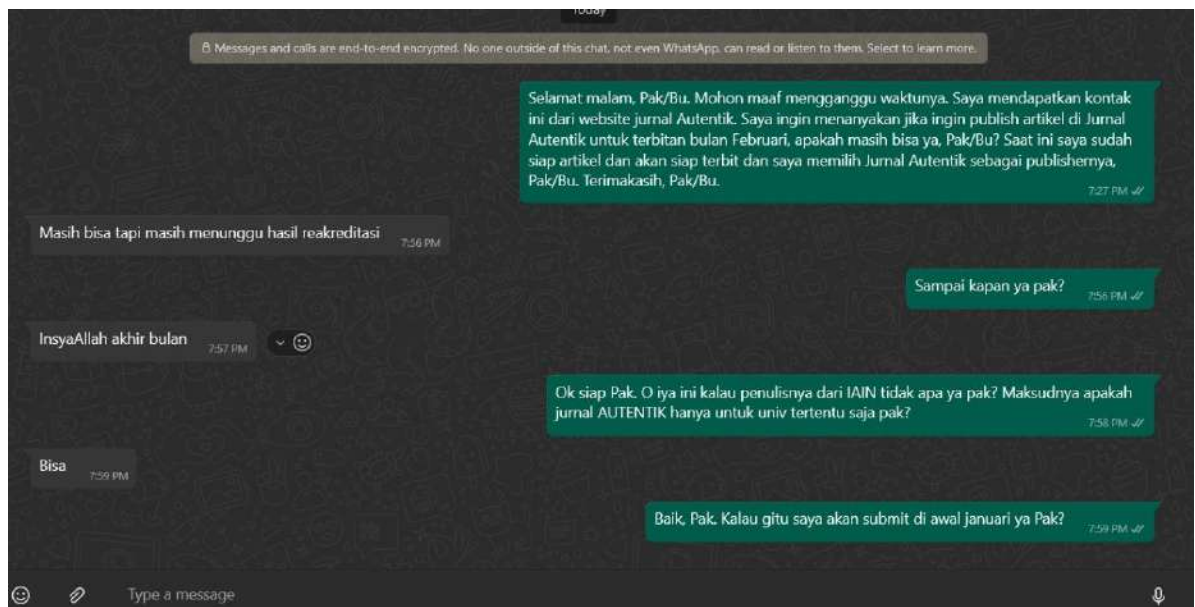 Today
Messages and calls are end-to-end encrypted. No one outside of this chat, not even WhatsApp, can read or listen to them. Select to learn more.
Selamat malam, Pak/Bu. Mohon maaf mengganggu waktunya. Saya mendapatkan kontak
ini dari website jurnal Autentik. Saya ingin menanyakan jika ingin publish artikel di Jurnal
Autentik untuk terbitan bulan Februari, apakah masih bisa ya, Pak/Bu? Saat ini saya sudah
siap artikel dan akan siap terbit dan saya memilih Jurnal Autentik sebagai publishernya,
Pak/Bu. Terimakasih, Pak/Bu.
7:27 PM
Masih bisa tapi masih menunggu hasil reakreditasi
7:56 PM
Sampai kapan ya pak?
7:56 PM
InsyaAllah akhir bulan
7:57 PM
Ok siap Pak. O iya ini kalau penulisnya dari IAIN tidak apa ya pak? Maksudnya apakah
jurnal AUTENTIK hanya untuk univ tertentu saja pak?
7:58 PM
Bisa
7:59 PM
Baik, Pak. Kalau gitu saya akan submit di awal januari ya Pak?
7:59 PM
Type a message